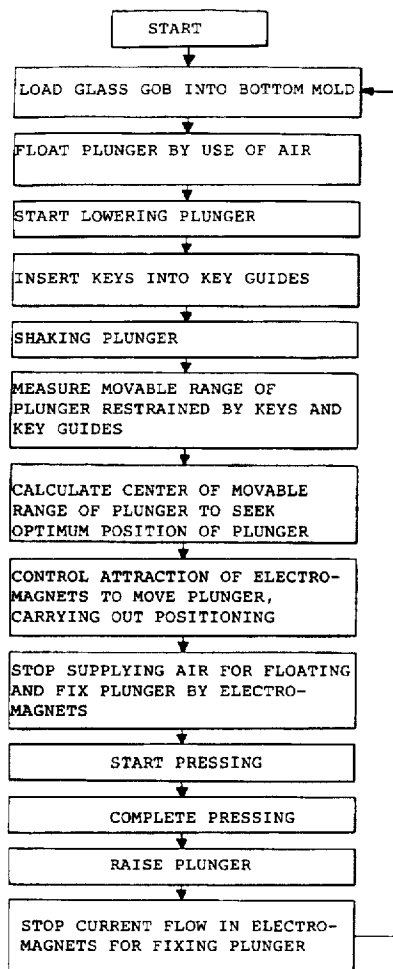 START
LOAD GLASS GOB INTO BOTTOM MOLD
FLOAT PLUNGER BY USE OF AIR
START LOWERING PLUNGER
INSERT KEYS INTO KEY GUIDES
SHAKING PLUNGER
MEASURE MOVABLE RANGE OF
PLUNGER RESTRAINED BY KEYS AND
KEY GUIDES
CALCULATE CENTER OF MOVABLE
RANGE OF PLUNGER TO SEEK
OPTIMUM POSITION OF PLUNGER
CONTROL ATTRACTION OF ELECTRO-
MAGNETS TO MOVE PLUNGER,
CARRYING OUT POSITIONING
STOP SUPPLYING AIR FOR FLOATING
AND FIX PLUNGER BY ELECTRO-
MAGNETS
START PRESSING
COMPLETE PRESSING
RAISE PLUNGER
STOP CURRENT FLOW IN ELECTRO-
MAGNETS FOR FIXING PLUNGER